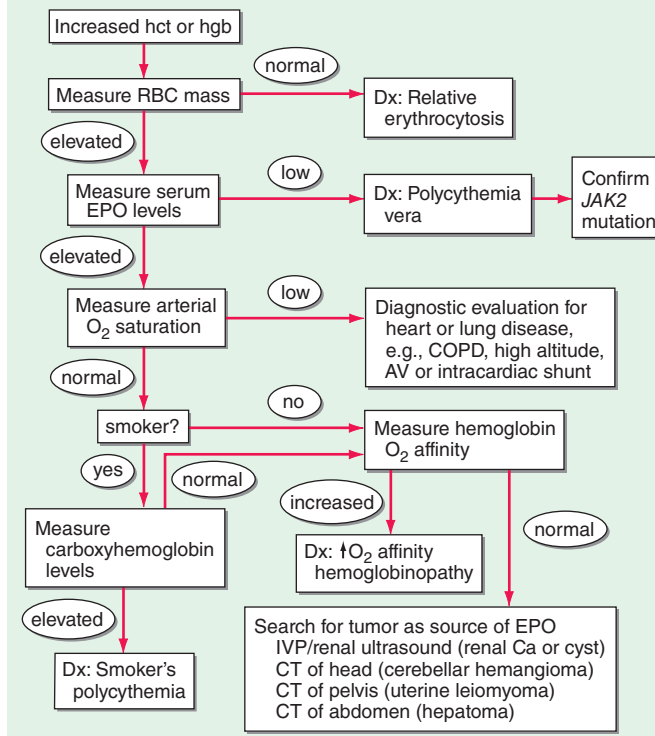 Increased hct or hgb
normal
Measure RBC mass
Dx: Relative
erythrocytosis
elevated
low
Measure serum
EPO levels
Dx: Polycythemia
vera
Confirm
JAK2
mutation
elevated
low
Measure arterial
O2 saturation
Diagnostic evaluation for
heart or lung disease,
e.g., COPD, high altitude,
AV or intracardiac shunt
normal
no
smoker?
Measure hemoglobin
O2 affinity
yes
normal
increased
normal
Measure
carboxyhemoglobin
levels
Dx: ↑O2 affinity
hemoglobinopathy
elevated
Dx: Smoker's
polycythemia
Search for tumor as source of EPO
IVP/renal ultrasound (renal Ca or cyst)
CT of head (cerebellar hemangioma)
CT of pelvis (uterine leiomyoma)
CT of abdomen (hepatoma)